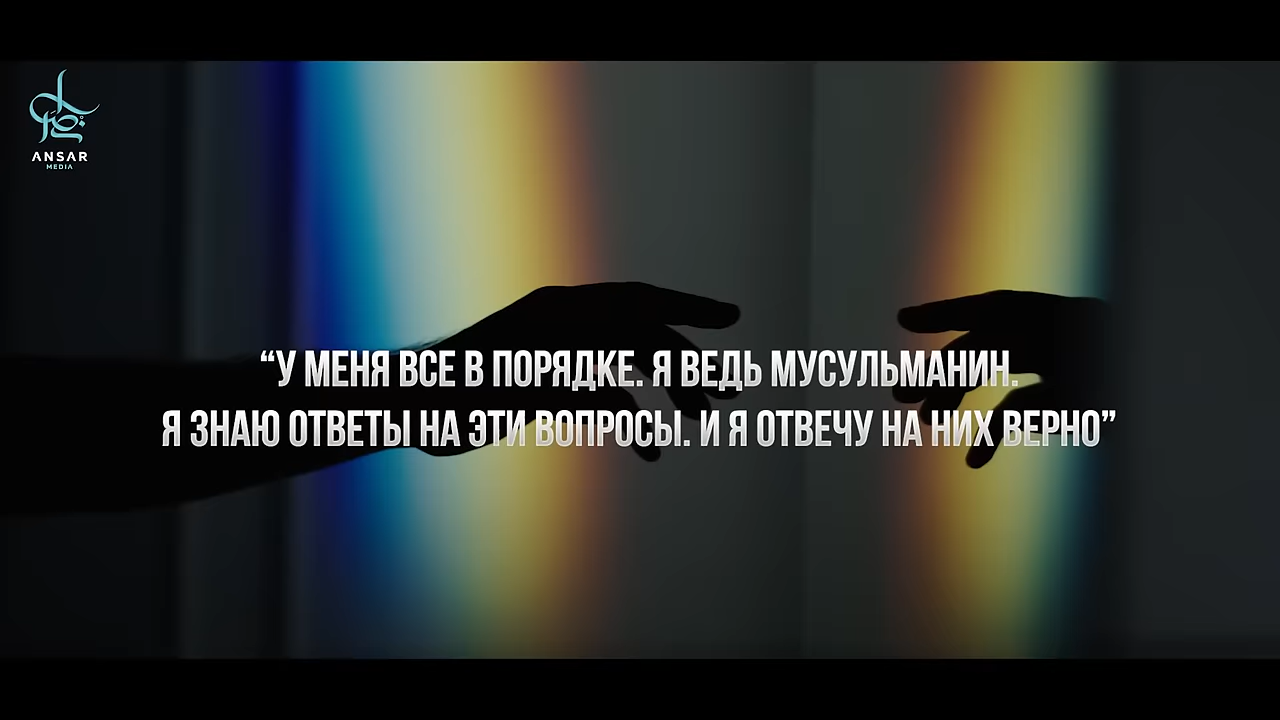 ANSAR
MEDIA
“У МЕНЯ ВСЕ В ПОРЯДКЕ. Я ВЕДЬ МУСУЛЬМАНИН.
Я ЗНАЮ ОТВЕТЫ НА ЭТИ ВОПРОСЫ. И Я ОТВЕЧУ НА НИХ ВЕРНО”